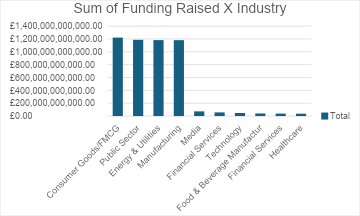 Sum of Funding Raised X Industry
£1,400,000,000,000.00
£1,200,000,000,000.00
£1,000,000,000,000.00
£800,000,000,000.00
£600,000,000,000.00
£400,000,000,000.00
£200,000,000,000.00
£0.00
Consumer Goods/FMCG
Public Sector
Energy & Utilities
Manufacturing
Media
Financial Services
Technology
Food & Beverage Manufactur
Financial Services
Healthcare
Total